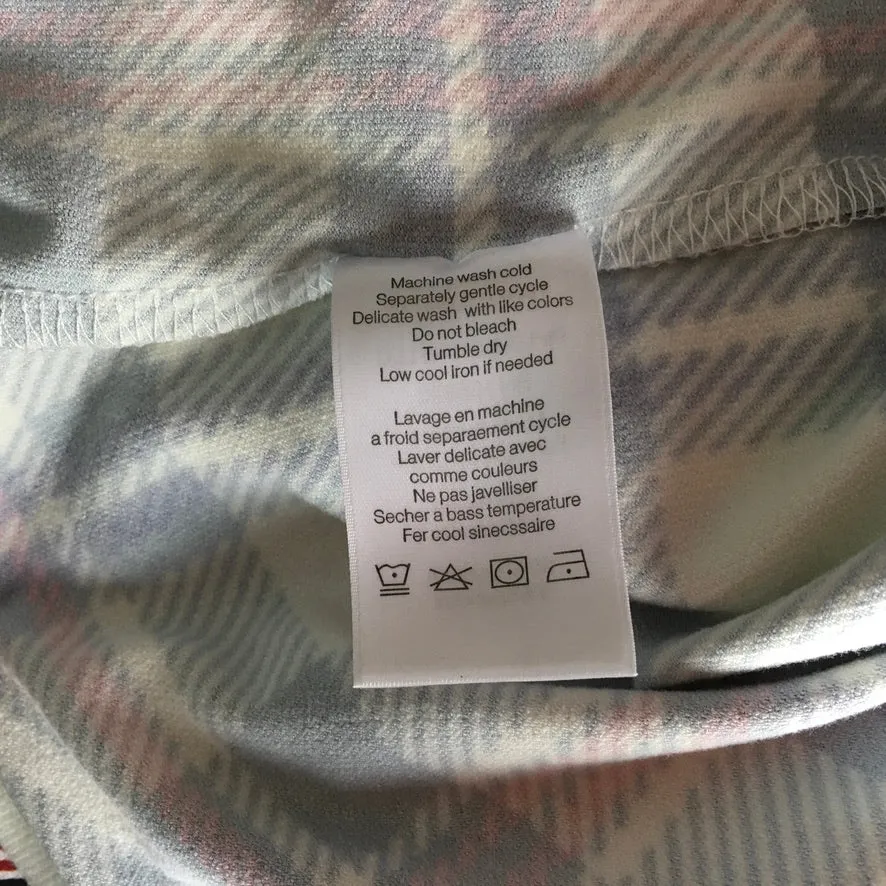 Machine wash cold
Separately gentle cycle
Delicate wash with like colors
Do not bleach
Tumble dry
Low cool iron if needed
Lavage en machine
a froid separaement cycle
Laver delicate avec
comme couleurs
Ne pas javelliser
Secher a bass temperature
Fer cool sinecssaire